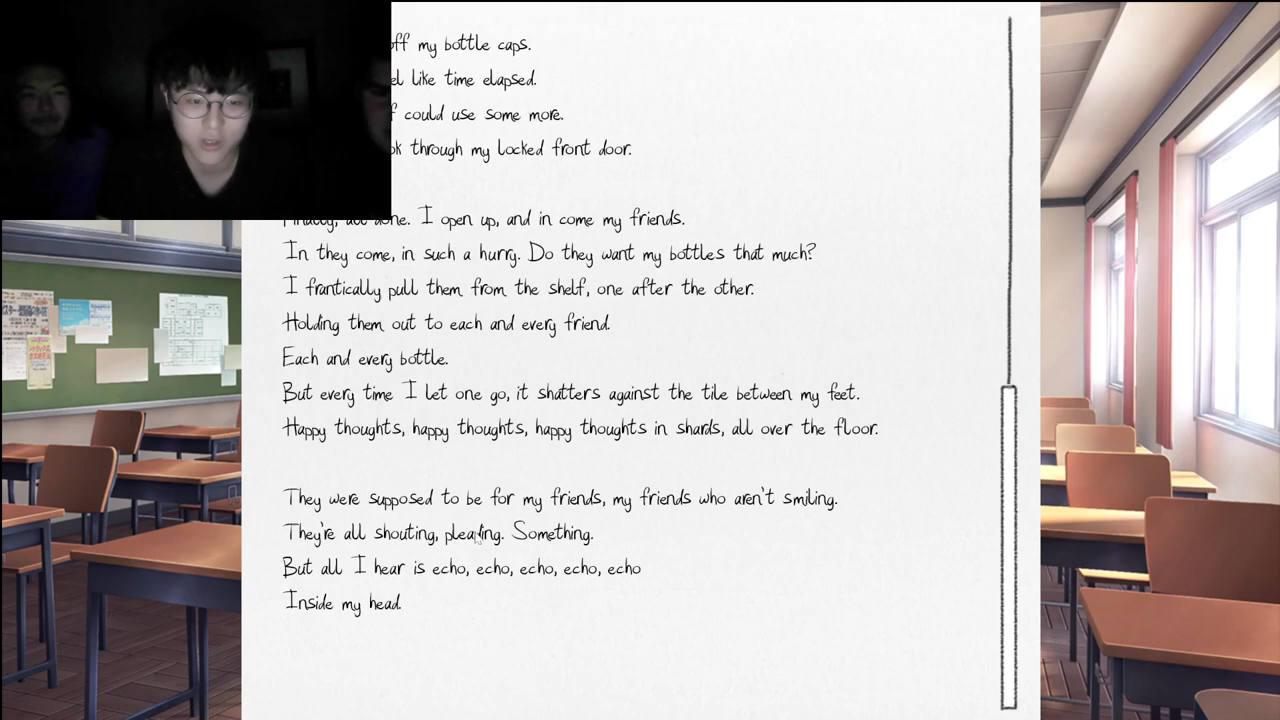 off my bottle caps.
like time elapsed.
could use some more.
through my locked front door.
Finally, all done. I open up, and in come my friends.
In they come, in such a hurry. Do they want my bottles that much?
I frantically pull them from the shelf, one after the other.
Holding them out to each and every friend.
Each and every bottle.
But every time I let one go, it shatters against the tile between my feet.
Happy thoughts, happy thoughts, happy thoughts in shards, all over the floor.
They were supposed to be for my friends, my friends who aren't smiling.
They're all shouting, pleading. Something.
But all I hear is echo, echo, echo, echo, echo
Inside my head.